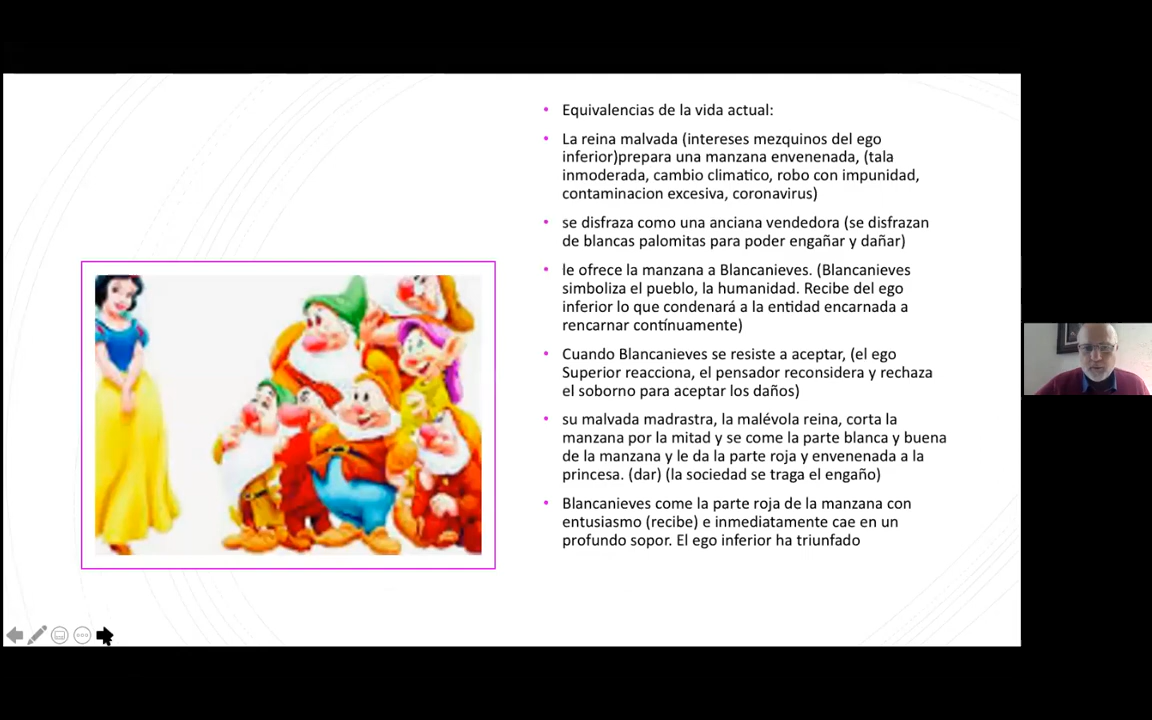 Equivalencias de la vida actual:
La reina malvada (intereses mezquinos del ego
inferior)prepara una manzana envenenada, (tala
inmoderada, cambio climatico, robo con impunidad,
contaminacion excesiva, coronavirus)
se disfraza como una anciana vendedora (se disfrazan
de blancas palomitas para poder engañar y dañar)
le ofrece la manzana a Blancanieves. (Blancanieves
simboliza el pueblo, la humanidad. Recibe del ego
inferior lo que condenará a la entidad encarnada a
rencarnar contínuamente)
Cuando Blancanieves se resiste a aceptar, (el ego
Superior reacciona, el pensador reconsidera y rechaza
el soborno para aceptar los daños)
su malvada madrastra, la malévola reina, corta la
manzana por la mitad y se come la parte blanca y buena
de la manzana y le da la parte roja y envenenada a la
princesa. (dar) (la sociedad se traga el engaño)
Blancanieves come la parte roja de la manzana con
entusiasmo (recibe) e inmediatamente cae en un
profundo sopor. El ego inferior ha triunfado